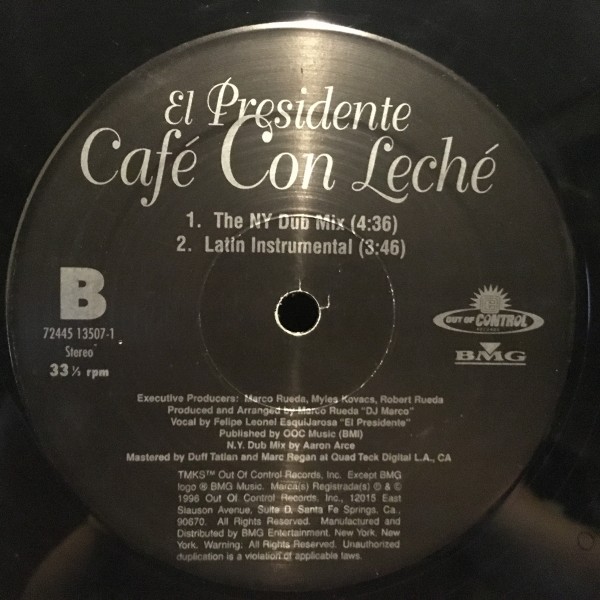 El Presidente
Café Con Leché
1. The NY Dub Mix (4:36)
2. Latin Instrumental (3:46)
B
72445 13507-1
Stereo
33 ⅓ rpm
OUT OF CONTROL
RECORDS
BMG
Executive Producers: Marco Rueda, Myles Kovacs, Robert Rueda
Produced and Arranged by Marco Rueda "DJ Marco"
Vocal by Felipe Leonel EsquiJarosa "El Presidente"
Published by OOC Music (BMI)
N.Y. Dub Mix by Aaron Arce
Mastered by Duff Tatlan and Marc Regan at Quad Teck Digital L.A., CA
TMKS™ Out Of Control Records, Inc. Except BMG
logo ® BMG Music. Marca(s) Registrada(s) ℗ & ©
1996 Out Of Control Records, Inc., 12015 East
Slauson Avenue, Suite D, Santa Fe Springs, Ca.,
90670. All Rights Reserved. Manufactured and
Distributed by BMG Entertainment, New York, New
York. Warning: All Rights Reserved. Unauthorized
duplication is a violation of applicable laws.